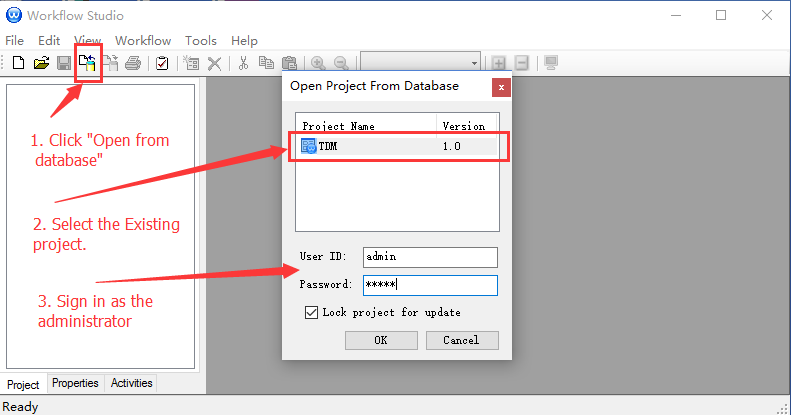 Workflow Studio
File Edit View Workflow Tools Help
Open Project From Database
Project Name Version
TDM 1.0
1. Click "Open from
database"
2. Select the Existing
project.
3. Sign in as the
administrator
User ID: admin
Password: *****
Lock project for update
OK Cancel
Project Properties Activities
Ready